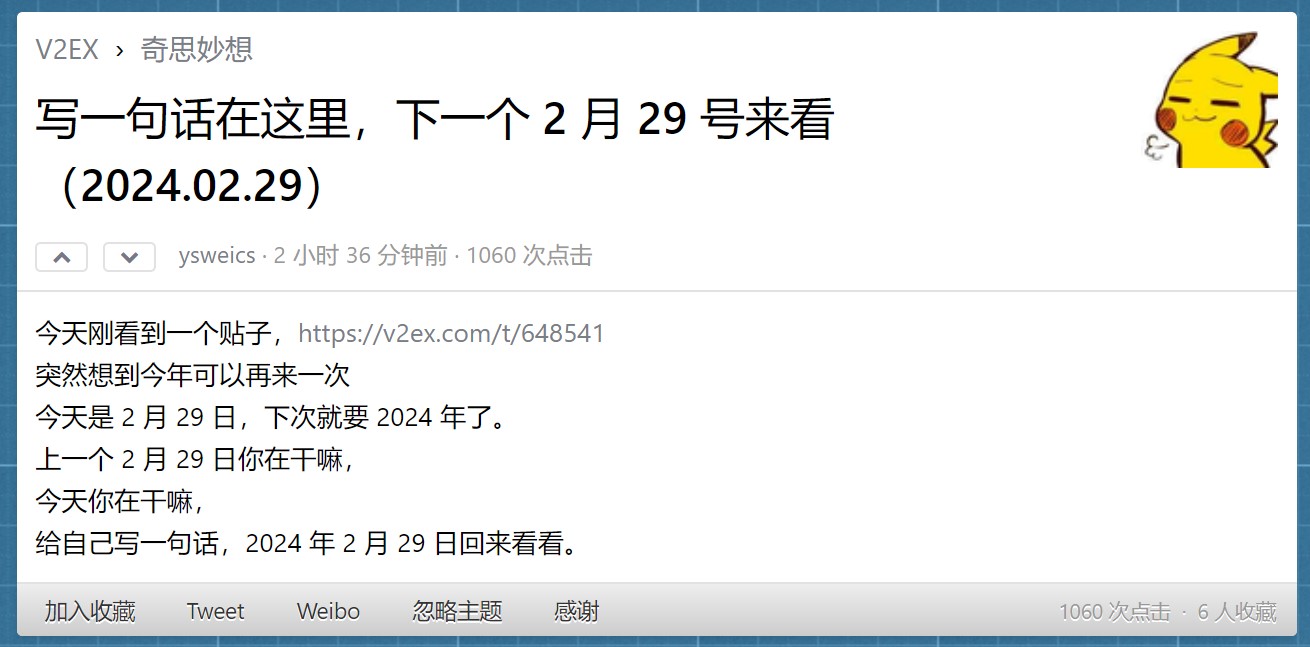 V2EX › 奇思妙想
写一句话在这里，下一个 2 月 29 号来看
（2024.02.29）
ysweics · 2 小时 36 分钟前 · 1060 次点击
今天刚看到一个贴子，https://v2ex.com/t/648541
突然想到今年可以再来一次
今天是 2 月 29 日，下次就要 2024 年了。
上一个 2 月 29 日你在干嘛，
今天你在干嘛，
给自己写一句话，2024 年 2 月 29 日回来看看。
加入收藏 Tweet Weibo 忽略主题 感谢 1060 次点击 · 6 人收藏